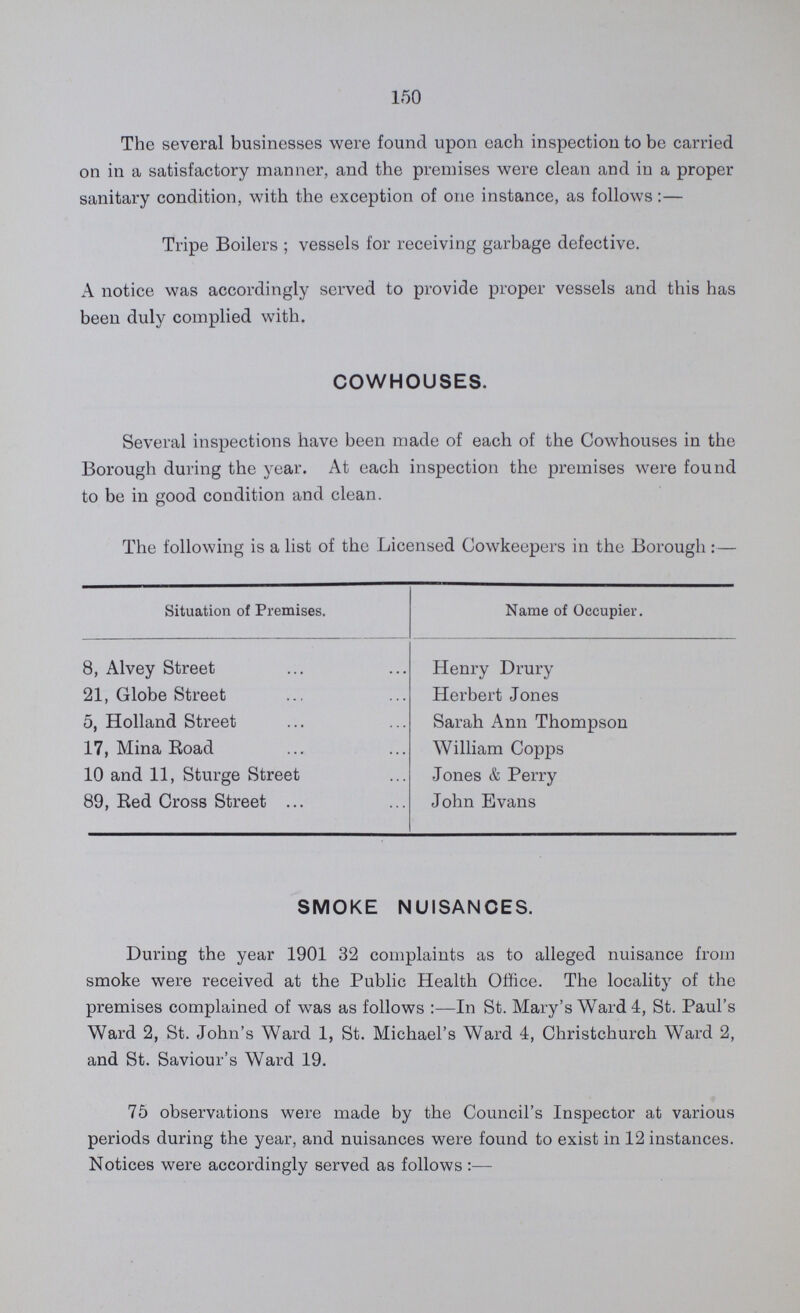 150
The several businesses were found upon each inspection to be carried
on in a satisfactory manner, and the premises were clean and in a proper
sanitary condition, with the exception of one instance, as follows:—
Tripe Boilers ; vessels for receiving garbage defective.
A notice was accordingly served to provide proper vessels and this has
been duly complied with.
COWHOUSES.
Several inspections have been made of each of the Cowhouses in the
Borough during the year. At each inspection the premises were found
to be in good condition and clean.
The following is a list of the Licensed Cowkeepers in the Borough :—
Situation of Premises. Name of Occupier.
8, Alvey Street ... ... Henry Drury
21, Globe Street ... ... Herbert Jones
5, Holland Street ... ... Sarah Ann Thompson
17, Mina Road ... ... William Copps
10 and 11, Sturge Street ... Jones & Perry
89, Red Cross Street ... ... John Evans
SMOKE NUISANCES.
During the year 1901 32 complaints as to alleged nuisance from
smoke were received at the Public Health Office. The locality of the
premises complained of was as follows :—In St. Mary's Ward 4, St. Paul's
Ward 2, St. John's Ward 1, St. Michael's Ward 4, Christchurch Ward 2,
and St. Saviour's Ward 19.
75 observations were made by the Council's Inspector at various
periods during the year, and nuisances were found to exist in 12 instances.
Notices were accordingly served as follows :—